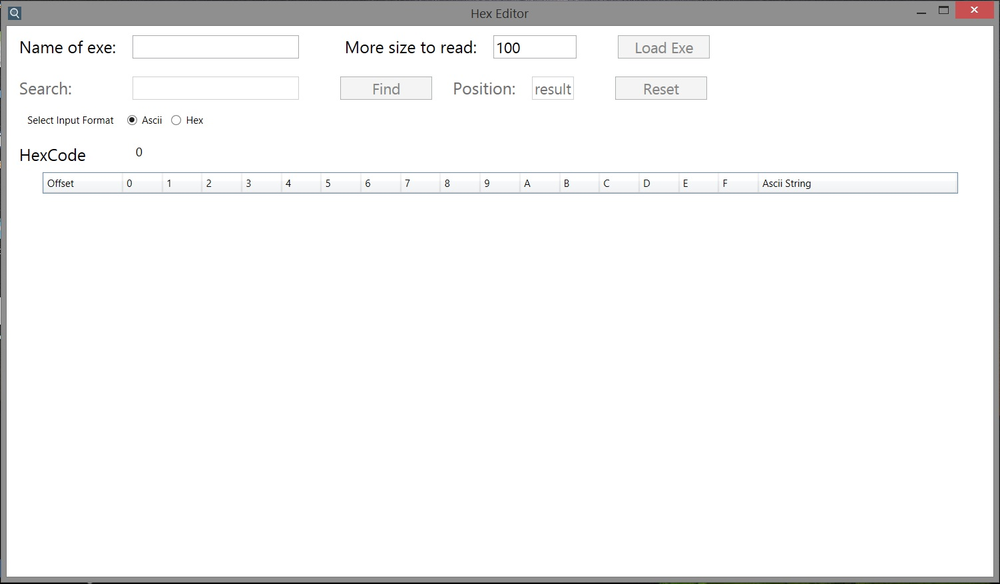 Hex Editor
Name of exe: More size to read: 100 Load Exe
Search: Find Position: result Reset
Select Input Format Ascii Hex
HexCode 0
Offset 0 1 2 3 4 5 6 7 8 9 A B C D E F Ascii String